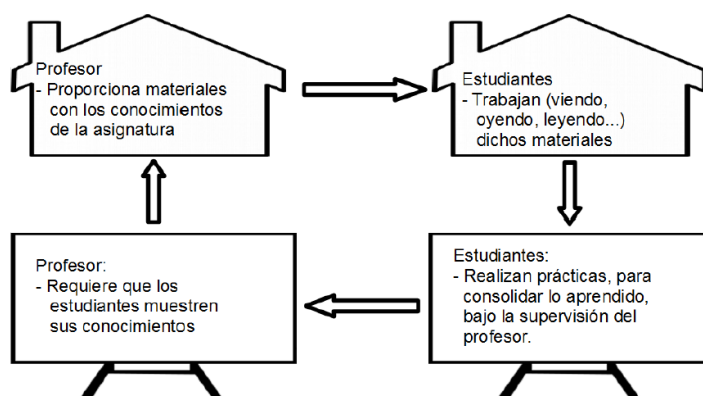 Profesor
- Proporciona materiales
con los conocimientos
de la asignatura
Estudiantes
- Trabajan (viendo,
oyendo, leyendo...)
dichos materiales
Profesor:
- Requiere que los
estudiantes muestren
sus conocimientos
Estudiantes:
- Realizan prácticas, para
consolidar lo aprendido,
bajo la supervisión del
profesor.